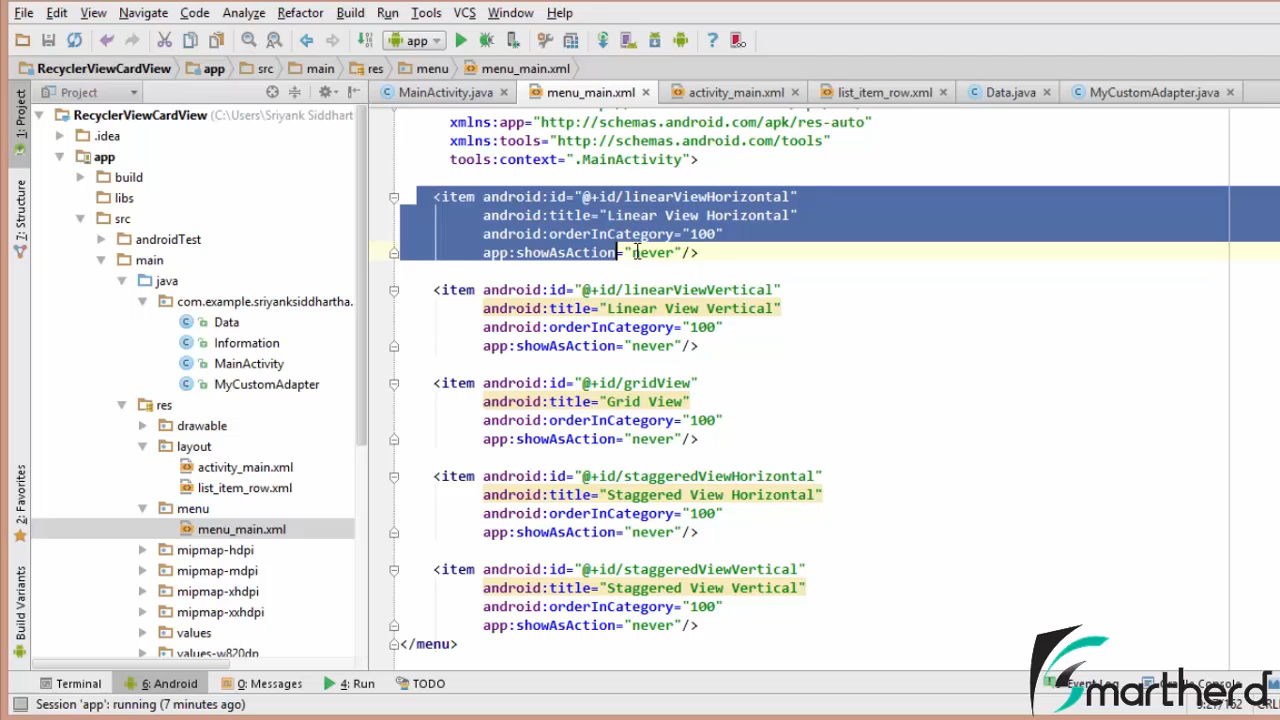 File Edit View Navigate Code Analyze Refactor Build Run Tools VCS Window Help
app
RecyclerViewCardView app src main res menu menu_main.xml
Project
MainActivity.java menu_main.xml activity_main.xml list_item_row.xml Data.java MyCustomAdapter.java
1: Project
7: Structure
2: Favorites
Build Variants
RecyclerViewCardView (C:\Users\Sriyank Siddhart
.idea
app
build
libs
src
androidTest
main
java
com.example.sriyanksiddhartha.
Data
Information
MainActivity
MyCustomAdapter
res
drawable
layout
activity_main.xml
list_item_row.xml
menu
menu_main.xml
mipmap-hdpi
mipmap-mdpi
mipmap-xhdpi
mipmap-xxhdpi
values
values-w820dp
xmlns:app="http://schemas.android.com/apk/res-auto"
xmlns:tools="http://schemas.android.com/tools"
tools:context=".MainActivity">
<item android:id="@+id/linearViewHorizontal"
android:title="Linear View Horizontal"
android:orderInCategory="100"
app:showAsAction="never"/>
<item android:id="@+id/linearViewVertical"
android:title="Linear View Vertical"
android:orderInCategory="100"
app:showAsAction="never"/>
<item android:id="@+id/gridView"
android:title="Grid View"
android:orderInCategory="100"
app:showAsAction="never"/>
<item android:id="@+id/staggeredViewHorizontal"
android:title="Staggered View Horizontal"
android:orderInCategory="100"
app:showAsAction="never"/>
<item android:id="@+id/staggeredViewVertical"
android:title="Staggered View Vertical"
android:orderInCategory="100"
app:showAsAction="never"/>
</menu>
Terminal 6: Android 0: Messages 4: Run TODO
Smartherd
Session 'app': running (7 minutes ago)